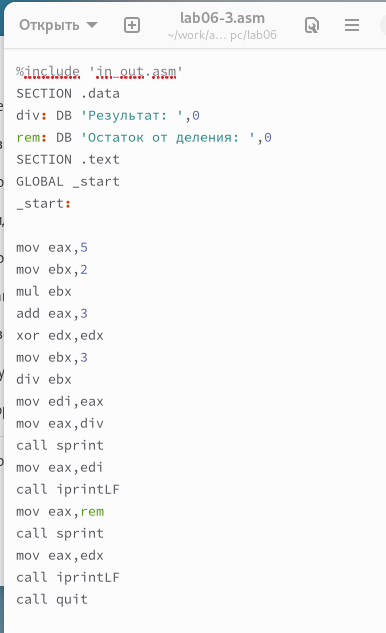 Открыть
lab06-3.asm
~/work/a... pc/lab06
%include 'in_out.asm'
SECTION .data
div: DB 'Результат: ',0
rem: DB 'Остаток от деления: ',0
SECTION .text
GLOBAL _start
_start:
mov eax,5
mov ebx,2
mul ebx
add eax,3
xor edx,edx
mov ebx,3
div ebx
mov edi,eax
mov eax,div
call sprint
mov eax,edi
call iprintLF
mov eax,rem
call sprint
mov eax,edx
call iprintLF
call quit